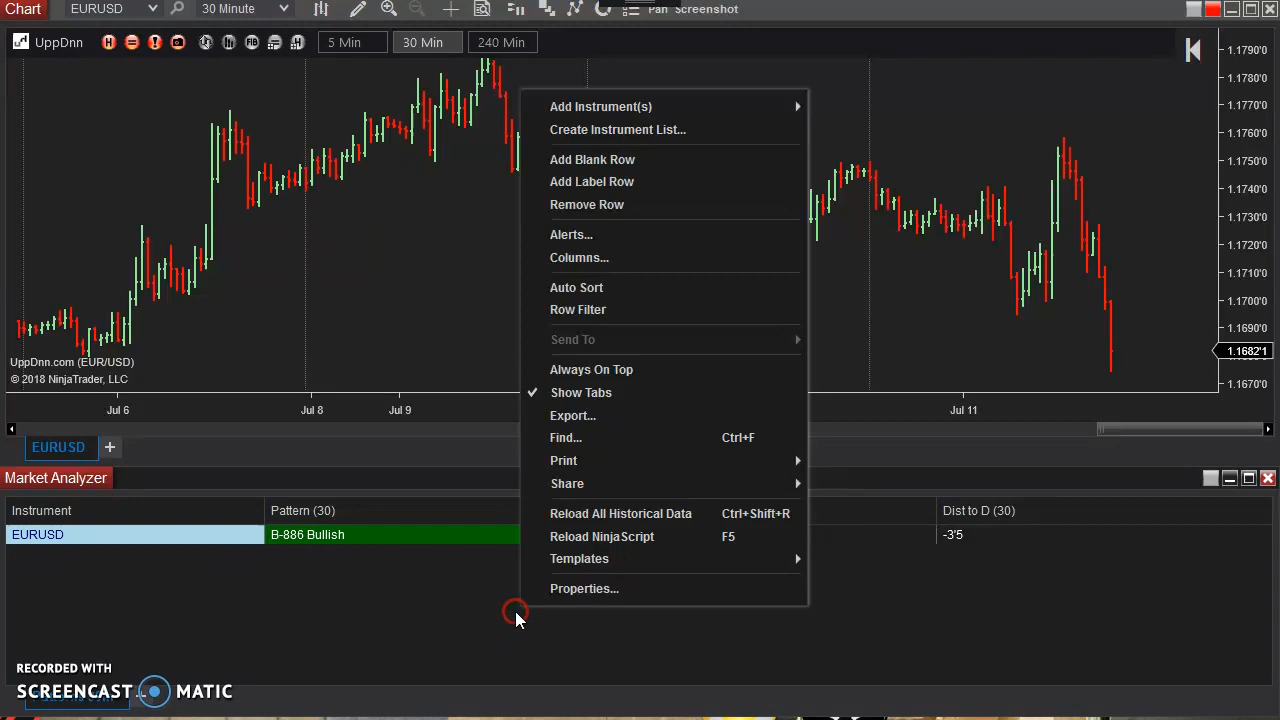 Chart EURUSD 30 Minute Pan Screenshot
UppDnn 5 Min 30 Min 240 Min
1.1790'0
1.1780'0
1.1770'0
1.1760'0
1.1750'0
1.1740'0
1.1730'0
1.1720'0
1.1710'0
1.1700'0
1.1690'0
1.1682'1
1.1670'0
UppDnn.com (EUR/USD)
© 2018 NinjaTrader, LLC
Jul 6 Jul 8 Jul 9 Jul 11
EURUSD +
Add Instrument(s)
Create Instrument List...
Add Blank Row
Add Label Row
Remove Row
Alerts...
Columns...
Auto Sort
Row Filter
Send To
Always On Top
Show Tabs
Export...
Find... Ctrl+F
Print
Share
Reload All Historical Data Ctrl+Shift+R
Reload NinjaScript F5
Templates
Properties...
Market Analyzer
Instrument Pattern (30) Dist to D (30)
EURUSD B-886 Bullish -3'5
RECORDED WITH
SCREENCAST MATIC